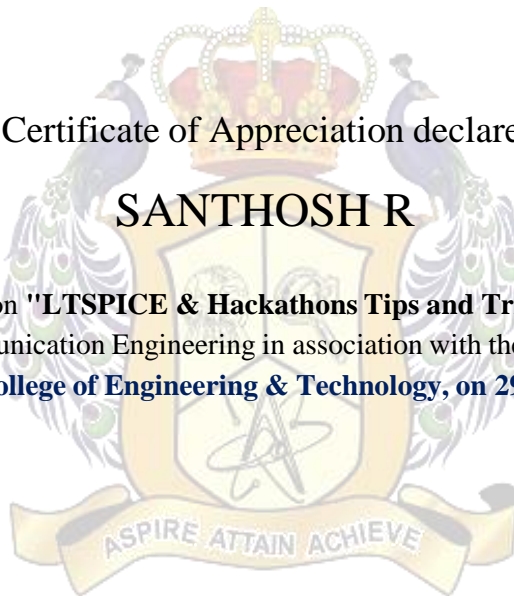 Certificate of Appreciation declare
SANTHOSH R
on "LTSPICE & Hackathons Tips and Tr
unication Engineering in association with the
ollege of Engineering & Technology, on 29
ASPIRE ATTAIN ACHIEVE